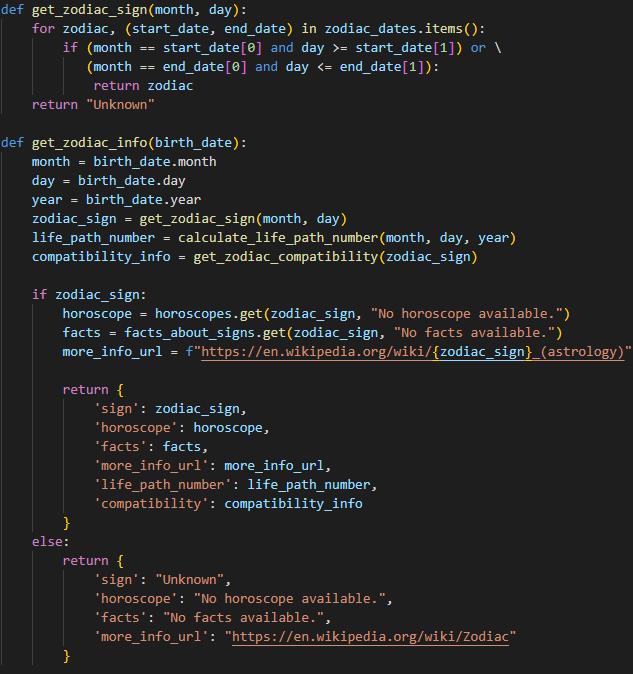 def get_zodiac_sign(month, day):
    for zodiac, (start_date, end_date) in zodiac_dates.items():
        if (month == start_date[0] and day >= start_date[1]) or \
           (month == end_date[0] and day <= end_date[1]):
            return zodiac
    return "Unknown"

def get_zodiac_info(birth_date):
    month = birth_date.month
    day = birth_date.day
    year = birth_date.year
    zodiac_sign = get_zodiac_sign(month, day)
    life_path_number = calculate_life_path_number(month, day, year)
    compatibility_info = get_zodiac_compatibility(zodiac_sign)

    if zodiac_sign:
        horoscope = horoscopes.get(zodiac_sign, "No horoscope available.")
        facts = facts_about_signs.get(zodiac_sign, "No facts available.")
        more_info_url = f"https://en.wikipedia.org/wiki/{zodiac_sign}_(astrology)"

        return {
            'sign': zodiac_sign,
            'horoscope': horoscope,
            'facts': facts,
            'more_info_url': more_info_url,
            'life_path_number': life_path_number,
            'compatibility': compatibility_info
        }
    else:
        return {
            'sign': "Unknown",
            'horoscope': "No horoscope available.",
            'facts': "No facts available.",
            'more_info_url': "https://en.wikipedia.org/wiki/Zodiac"
        }